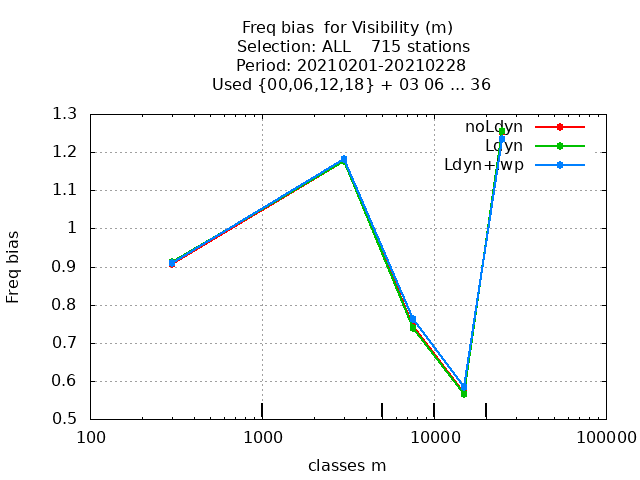 Freq bias  for Visibility (m)
Selection: ALL    715 stations
Period: 20210201-20210228
Used {00,06,12,18} + 03 06 ... 36
noLdyn
Ldyn
Ldyn+wp
1.3
1.2
1.1
1
0.9
0.8
0.7
0.6
0.5
Freq bias
100
1000
10000
100000
classes m